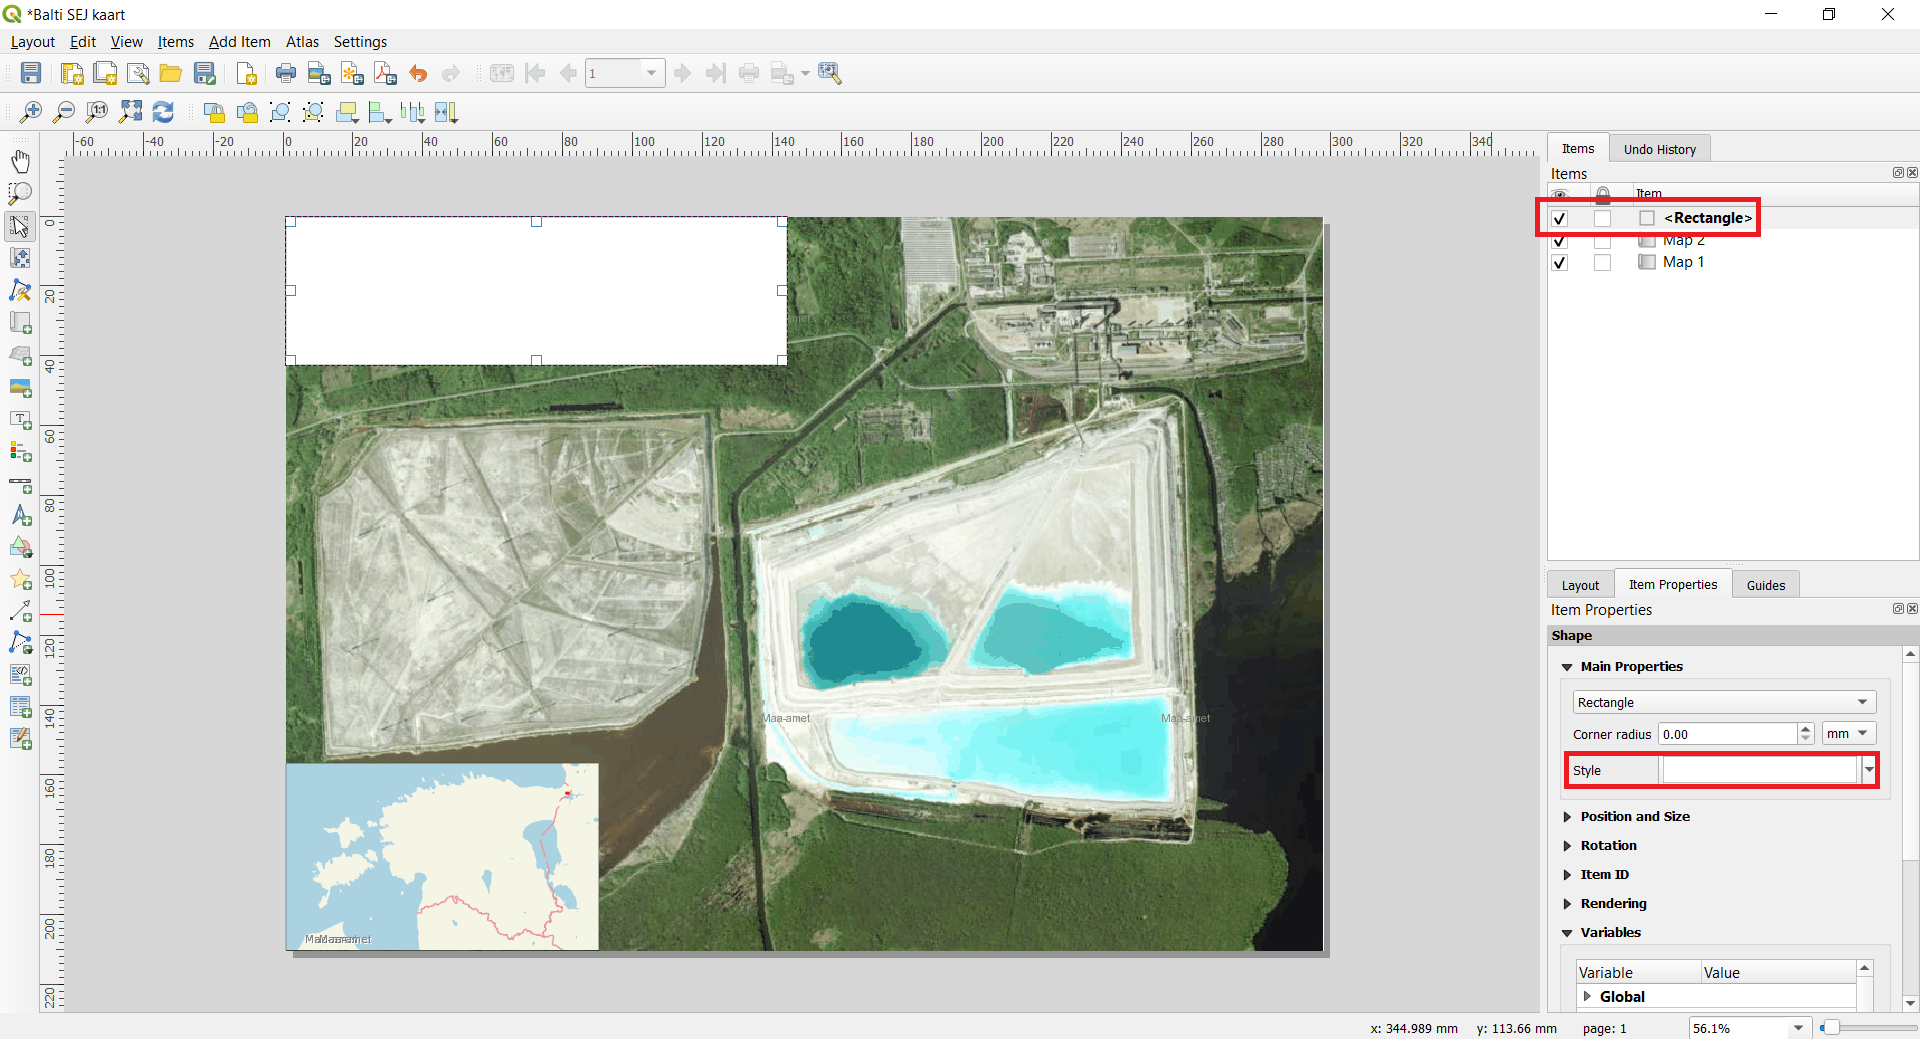 *Balti SEJ kaart
Layout Edit View Items Add Item Atlas Settings
1
-60 -40 -20 0 20 40 60 80 100 120 140 160 180 200 220 240 260 280 300 320 340
0
20
40
60
80
100
120
140
160
180
200
220
Maa-amet
Maa-amet
Items Undo History
Items
Item
<Rectangle>
Map 2
Map 1
Layout Item Properties Guides
Item Properties
Shape
Main Properties
Rectangle
Corner radius 0.00 mm
Style
Position and Size
Rotation
Item ID
Rendering
Variables
Variable Value
Global
x: 344.989 mm y: 113.66 mm page: 1 56.1%